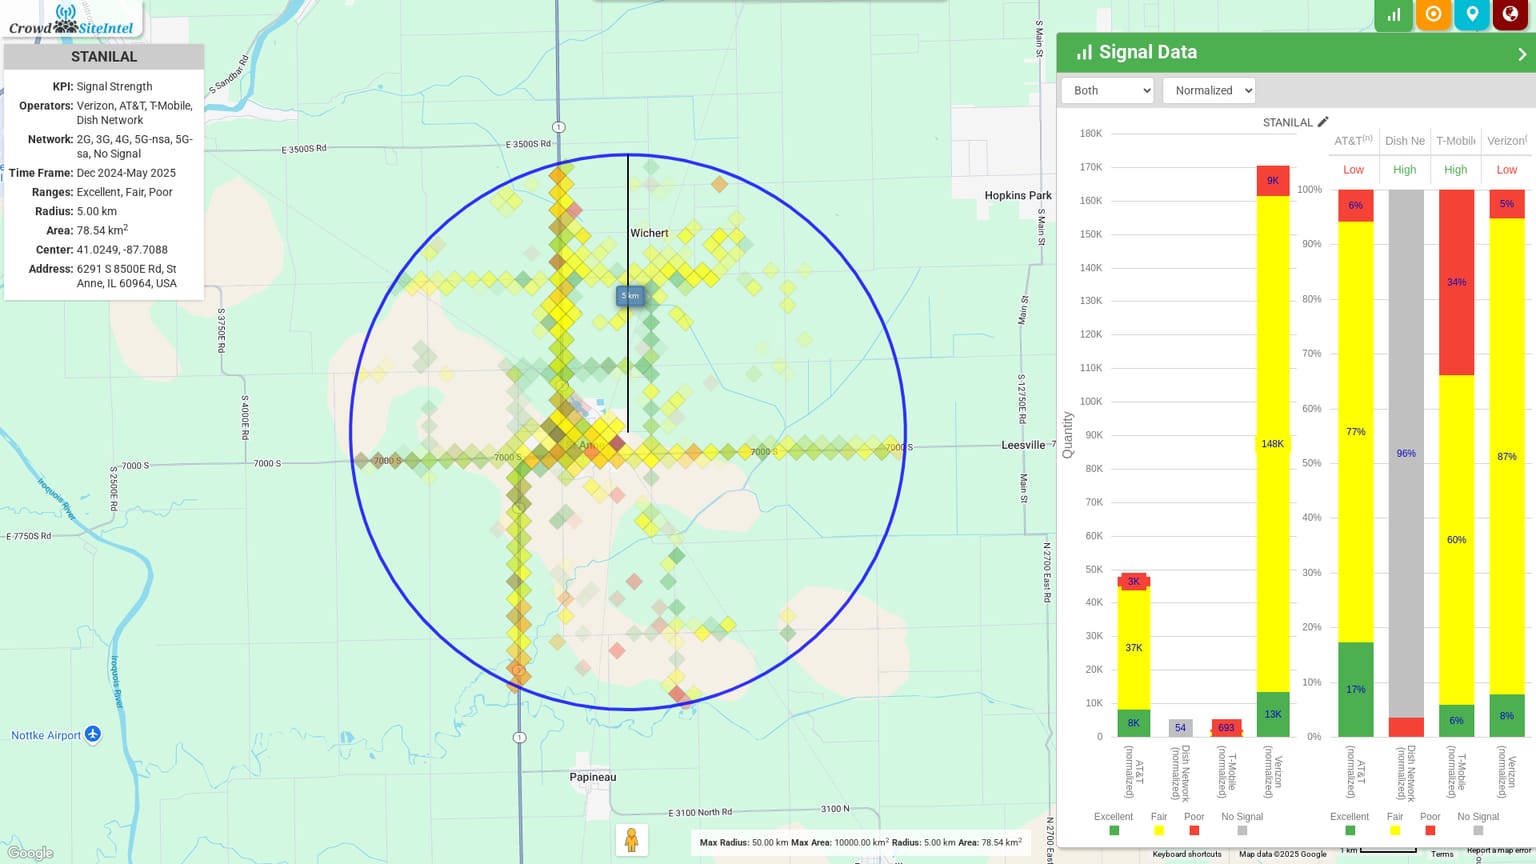 Crowd SiteIntel
STANILAL
KPI: Signal Strength
Operators: Verizon, AT&T, T-Mobile,
Dish Network
Network: 2G, 3G, 4G, 5G-nsa, 5G-
sa, No Signal
Time Frame: Dec 2024-May 2025
Ranges: Excellent, Fair, Poor
Radius: 5.00 km
Area: 78.54 km2
Center: 41.0249, -87.7088
Address: 6291 S 8500E Rd, St
Anne, IL 60964, USA
S Sandbar Rd
E 3500S Rd
E 3500S Rd
1
S Main St
Hopkins Park
S Main St
Wichert
5 km
S 3750E Rd
S 4000E Rd
Main St
S 12750E Rd
7000 S
7000 S
7000 S
7000 S
7000 S
7000 S
Leesville
S 2500E Rd
Main St
Iroquois River
E 7750S Rd
N 2700 East Rd
Iroquois River
Nottke Airport
1
Papineau
E 3100 North Rd
3100 N
N 2700 East
Google
Max Radius: 50.00 km Max Area: 10000.00 km2 Radius: 5.00 km Area: 78.54 km2
Keyboard shortcuts
Map data ©2025 Google
1 km
Terms
Report a map error
Signal Data
Both
Normalized
STANILAL
Quantity
180K
170K
160K
150K
140K
130K
120K
110K
100K
90K
80K
70K
60K
50K
40K
30K
20K
10K
0
3K
37K
8K
54
693
9K
148K
13K
AT&T (normalized)
Dish Network (normalized)
T-Mobile (normalized)
Verizon (normalized)
Excellent Fair Poor No Signal
AT&T(n) Dish Ne T-Mobile Verizon(
Low High High Low
100%
90%
80%
70%
60%
50%
40%
30%
20%
10%
0%
6%
77%
17%
96%
34%
60%
6%
5%
87%
8%
AT&T (normalized)
Dish Network (normalized)
T-Mobile (normalized)
Verizon (normalized)
Excellent Fair Poor No Signal